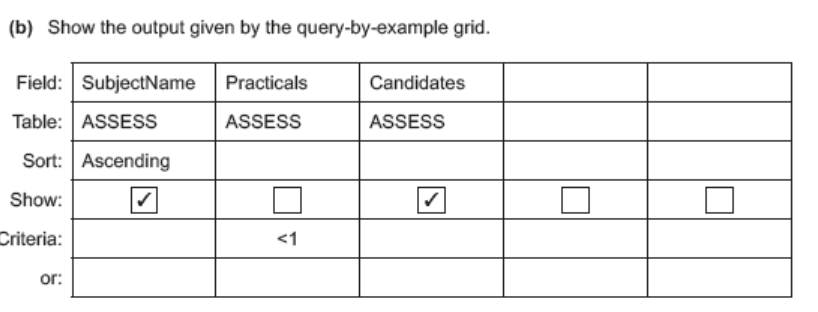 (b) Show the output given by the query-by-example grid.
Field: SubjectName Practicals Candidates
Table: ASSESS ASSESS ASSESS
Sort: Ascending
Show: ✓ ✓
Criteria: <1
or: